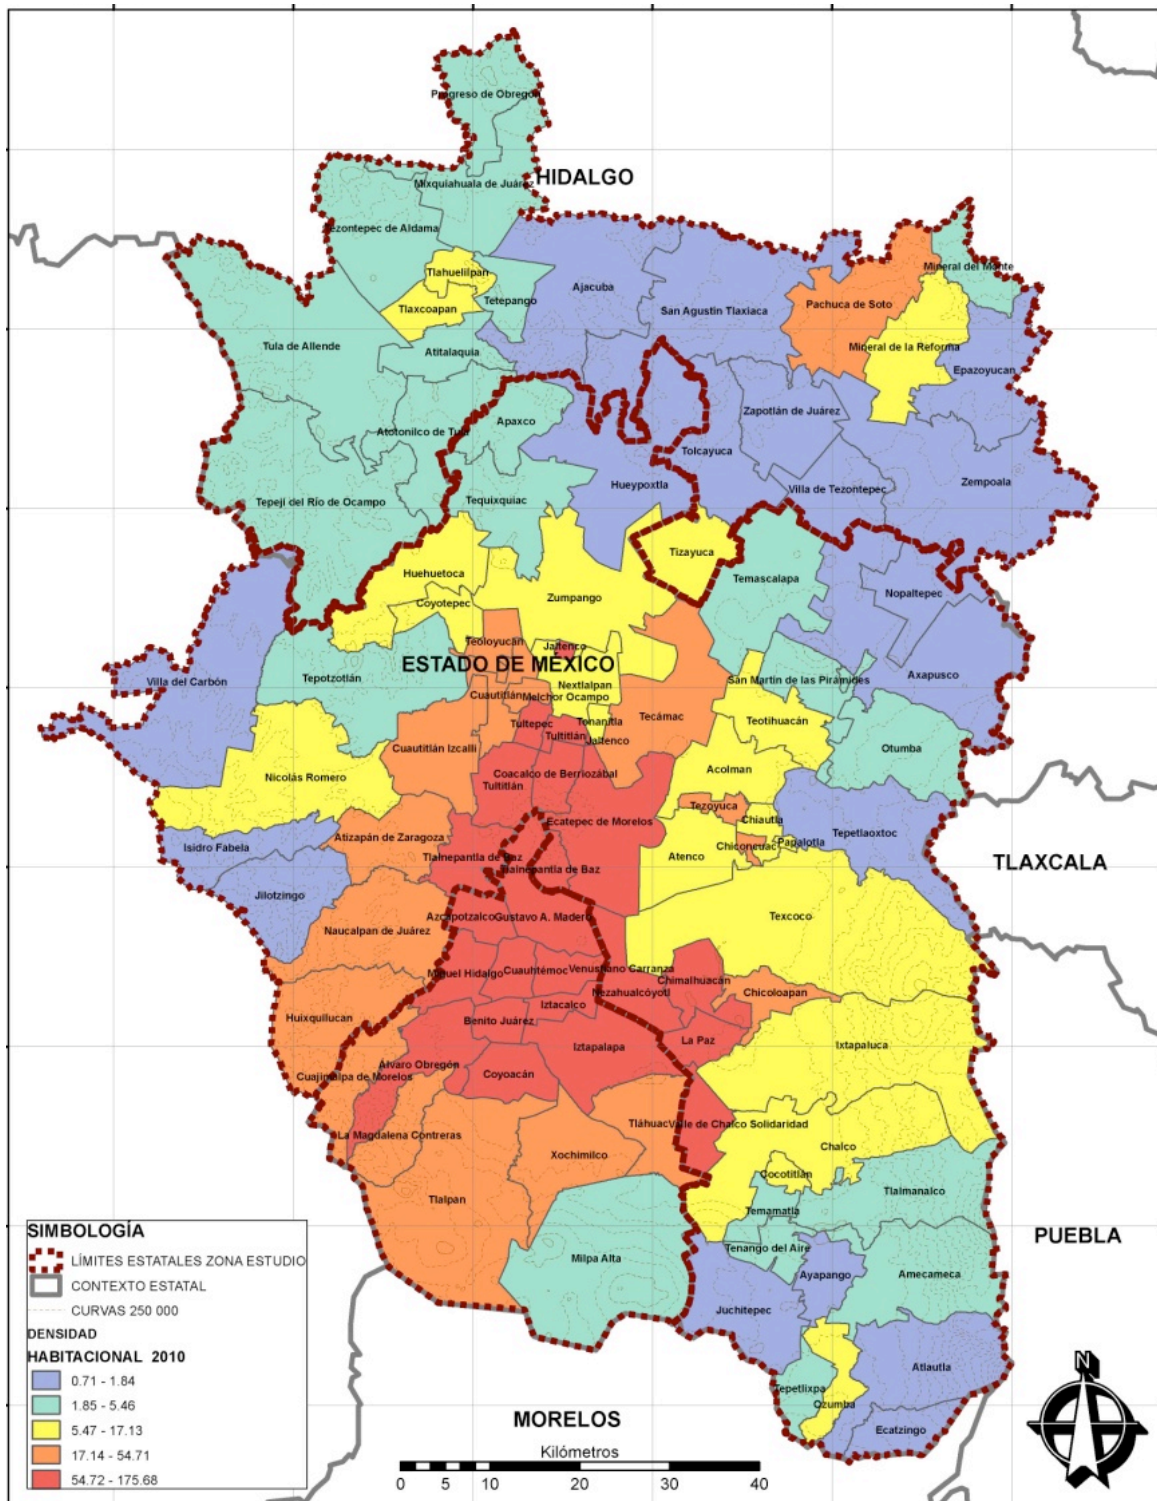 Progreso de Obregón
HIDALGO
Mixquiahuala de Juárez
Tezontepec de Aldama
Mineral del Monte
Tlahuelilpan
Ajacuba
Tetepango
Pachuca de Soto
Tlaxcoapan
San Agustín Tlaxiaca
Tula de Allende
Mineral de la Reforma
Atitalaquia
Epazoyucan
Zapotlán de Juárez
Apaxco
Atotonilco de Tula
Tolcayuca
Hueypoxtla
Zempoala
Villa de Tezontepec
Tepeji del Río de Ocampo
Tequixquiac
Tizayuca
Huehuetoca
Temascalapa
Nopaltepec
Zumpango
Coyotepec
Teoloyucán
Jaltenco
ESTADO DE MÉXICO
Axapusco
Villa del Carbón
Tepotzotlán
San Martín de las Pirámides
Nextlalpan
Cuautitlán
Melchor Ocampo
Tecámac
Tultepec
Tonanitla
Teotihuacán
Tultitlán
Jaltenco
Cuautitlán Izcalli
Otumba
Acolman
Coacalco de Berriozábal
Nicolás Romero
Tultitlán
Tezoyuca
Chiautla
Ecatepec de Morelos
Tepetlaoxtoc
Atizapán de Zaragoza
Chiconcuac
Papalotla
Isidro Fabela
Atenco
Tlalnepantla de Baz
TLAXCALA
Tlalnepantla de Baz
Jilotzingo
Azcapotzalco
Gustavo A. Madero
Texcoco
Naucalpan de Juárez
Miguel Hidalgo
Cuauhtémoc
Venustiano Carranza
Chimalhuacán
Nezahualcóyotl
Chicoloapan
Iztacalco
Huixquilucan
Benito Juárez
La Paz
Ixtapaluca
Iztapalapa
Álvaro Obregón
Coyoacán
Cuajimalpa de Morelos
Tláhuac
Valle de Chalco Solidaridad
La Magdalena Contreras
Chalco
Xochimilco
Cocotitlán
Tlalpan
Tlalmanalco
Temamatla
PUEBLA
Tenango del Aire
Milpa Alta
Ayapango
Amecameca
Juchitepec
Atlautla
Tepetlixpa
Ozumba
Ecatzingo
SIMBOLOGÍA
LÍMITES ESTATALES ZONA ESTUDIO
CONTEXTO ESTATAL
CURVAS 250 000
DENSIDAD
HABITACIONAL 2010
0.71 - 1.84
1.85 - 5.46
5.47 - 17.13
17.14 - 54.71
54.72 - 175.68
MORELOS
Kilómetros
0 5 10 20 30 40
N